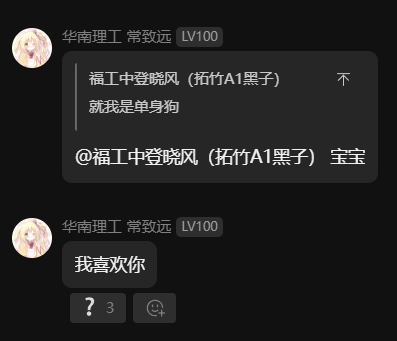 华南理工 常致远 LV100
福工中登晓风（拓竹A1黑子）
就我是单身狗
@福工中登晓风（拓竹A1黑子） 宝宝
华南理工 常致远 LV100
我喜欢你
❓ 3